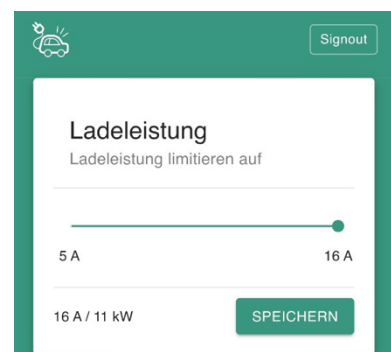 Signout
Ladeleistung
Ladeleistung limitieren auf
5 A 16 A
16 A / 11 kW SPEICHERN